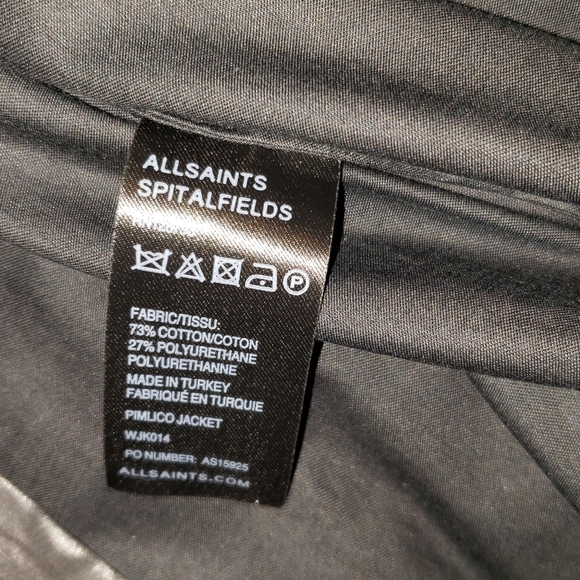 ALLSAINTS
SPITALFIELDS
P
FABRIC/TISSU:
73% COTTON/COTON
27% POLYURETHANE
POLYURETHANNE
MADE IN TURKEY
FABRIQUÉ EN TURQUIE
PIMLICO JACKET
WJK014
PO NUMBER: AS15925
ALLSAINTS.COM